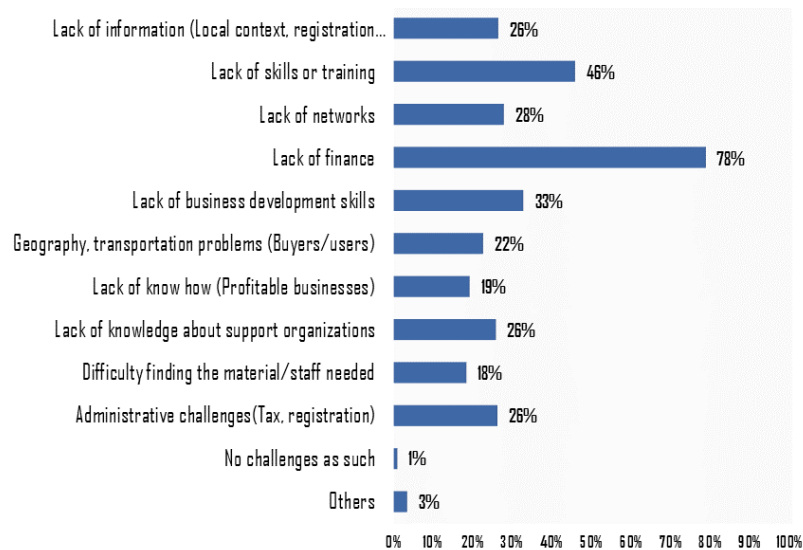 Lack of information (Local context, registration... 26%
Lack of skills or training 46%
Lack of networks 28%
Lack of finance 78%
Lack of business development skills 33%
Geography, transportation problems (Buyers/users) 22%
Lack of know how (Profitable businesses) 19%
Lack of knowledge about support organizations 26%
Difficulty finding the material/staff needed 18%
Administrative challenges(Tax, registration) 26%
No challenges as such 1%
Others 3%
0% 10% 20% 30% 40% 50% 60% 70% 80% 90% 100%